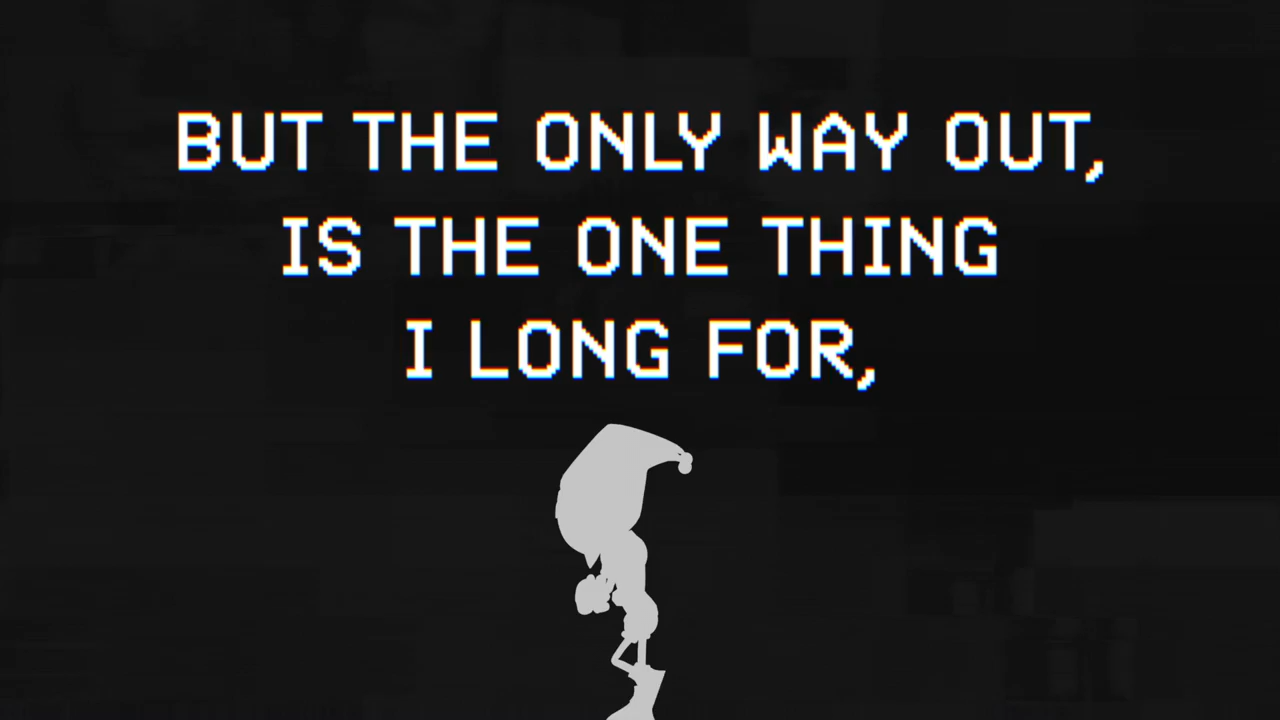 BUT THE ONLY WAY OUT,
IS THE ONE THING
I LONG FOR,